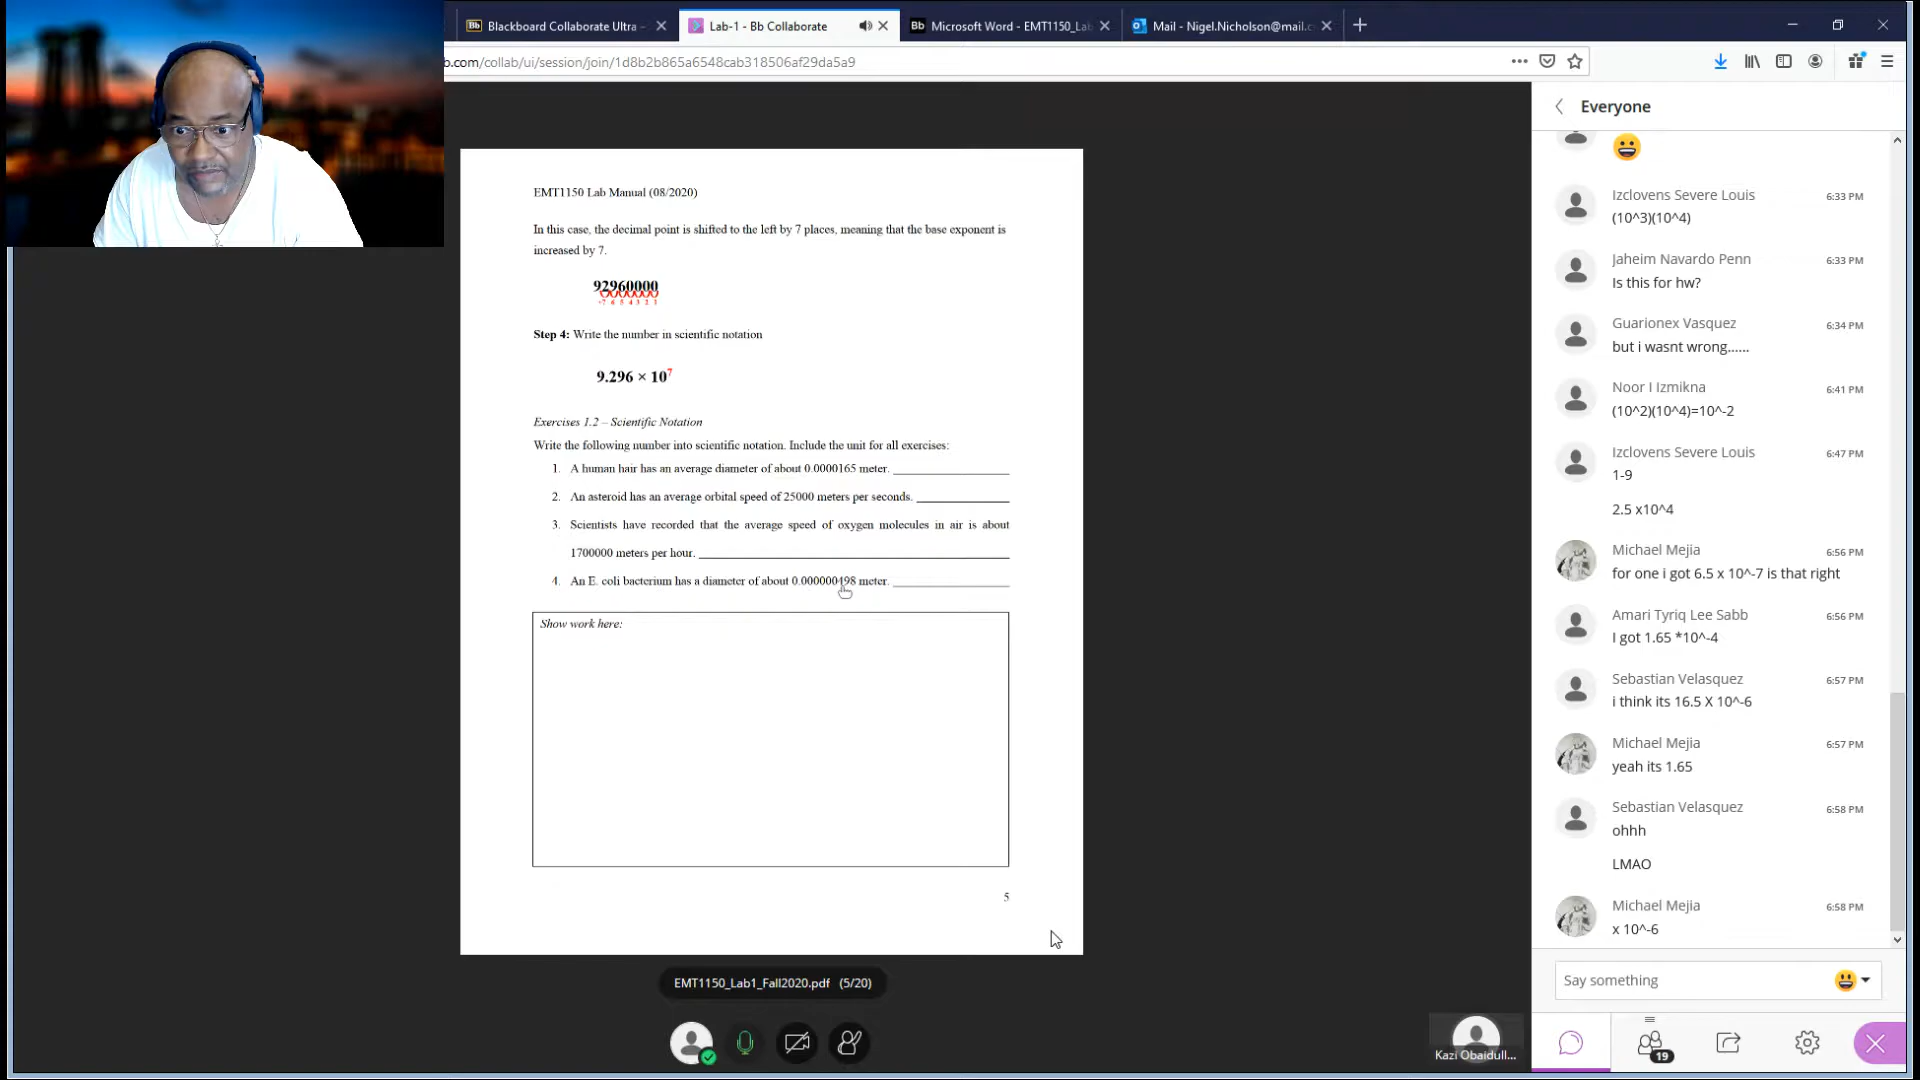 Blackboard Collaborate Ultra –
Lab-1 - Bb Collaborate
Microsoft Word - EMT1150_La
Mail - Nigel.Nicholson@mail.c
b.com/collab/ui/session/join/1d8b2b865a6548cab318506af29da5a9
EMT1150 Lab Manual (08/2020)
In this case, the decimal point is shifted to the left by 7 places, meaning that the base exponent is
increased by 7.
92960000
-7 6 5 4 3 2 1
Step 4: Write the number in scientific notation
9.296 × 10⁷
Exercises 1.2 – Scientific Notation
Write the following number into scientific notation. Include the unit for all exercises:
1. A human hair has an average diameter of about 0.0000165 meter.
2. An asteroid has an average orbital speed of 25000 meters per seconds.
3. Scientists have recorded that the average speed of oxygen molecules in air is about
1700000 meters per hour.
4. An E. coli bacterium has a diameter of about 0.000000498 meter.
Show work here:
5
EMT1150_Lab1_Fall2020.pdf (5/20)
Kazi Obaidull...
Everyone
Izclovens Severe Louis 6:33 PM
(10^3)(10^4)
Jaheim Navardo Penn 6:33 PM
Is this for hw?
Guarionex Vasquez 6:34 PM
but i wasnt wrong......
Noor I Izmikna 6:41 PM
(10^2)(10^4)=10^-2
Izclovens Severe Louis 6:47 PM
1-9
2.5 x10^4
Michael Mejia 6:56 PM
for one i got 6.5 x 10^-7 is that right
Amari Tyriq Lee Sabb 6:56 PM
I got 1.65 *10^-4
Sebastian Velasquez 6:57 PM
i think its 16.5 X 10^-6
Michael Mejia 6:57 PM
yeah its 1.65
Sebastian Velasquez 6:58 PM
ohhh
LMAO
Michael Mejia 6:58 PM
x 10^-6
Say something
19